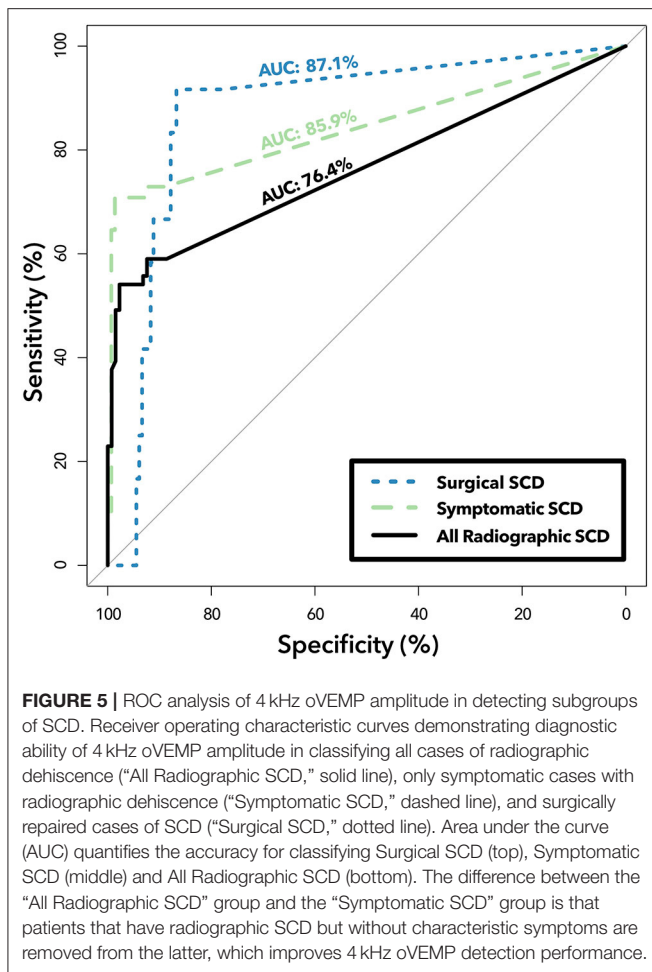 100
80
60
40
20
0
Sensitivity (%)
AUC: 87.1%
AUC: 85.9%
AUC: 76.4%
Surgical SCD
Symptomatic SCD
All Radiographic SCD
100
80
60
40
20
0
Specificity (%)
FIGURE 5 | ROC analysis of 4 kHz oVEMP amplitude in detecting subgroups
of SCD. Receiver operating characteristic curves demonstrating diagnostic
ability of 4 kHz oVEMP amplitude in classifying all cases of radiographic
dehiscence (“All Radiographic SCD,” solid line), only symptomatic cases with
radiographic dehiscence (“Symptomatic SCD,” dashed line), and surgically
repaired cases of SCD (“Surgical SCD,” dotted line). Area under the curve
(AUC) quantifies the accuracy for classifying Surgical SCD (top), Symptomatic
SCD (middle) and All Radiographic SCD (bottom). The difference between the
“All Radiographic SCD” group and the “Symptomatic SCD” group is that
patients that have radiographic SCD but without characteristic symptoms are
removed from the latter, which improves 4 kHz oVEMP detection performance.